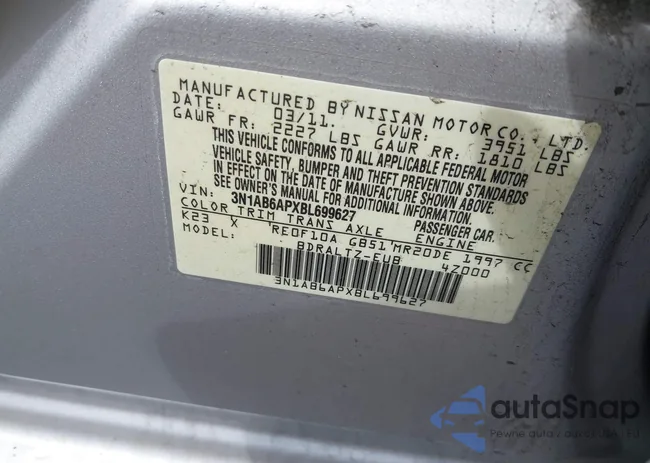 MANUFACTURED BY NISSAN MOTOR CO., LTD.
DATE: 03/11. GVWR: 3951 LBS
GAWR FR: 2227 LBS GAWR RR: 1810 LBS
THIS VEHICLE CONFORMS TO ALL APPLICABLE FEDERAL MOTOR
VEHICLE SAFETY, BUMPER AND THEFT PREVENTION STANDARDS
IN EFFECT ON THE DATE OF MANUFACTURE SHOWN ABOVE.
SEE OWNER'S MANUAL FOR ADDITIONAL INFORMATION
VIN: 3N1AB6APXBL699627 PASSENGER CAR.
COLOR TRIM TRANS AXLE ENGINE
K23 X RE0F10A GB51 MR20DE 1997 CC
MODEL: BDRALTZ-EUB 4Z000
3N1AB6APXBL699627
autoSnap